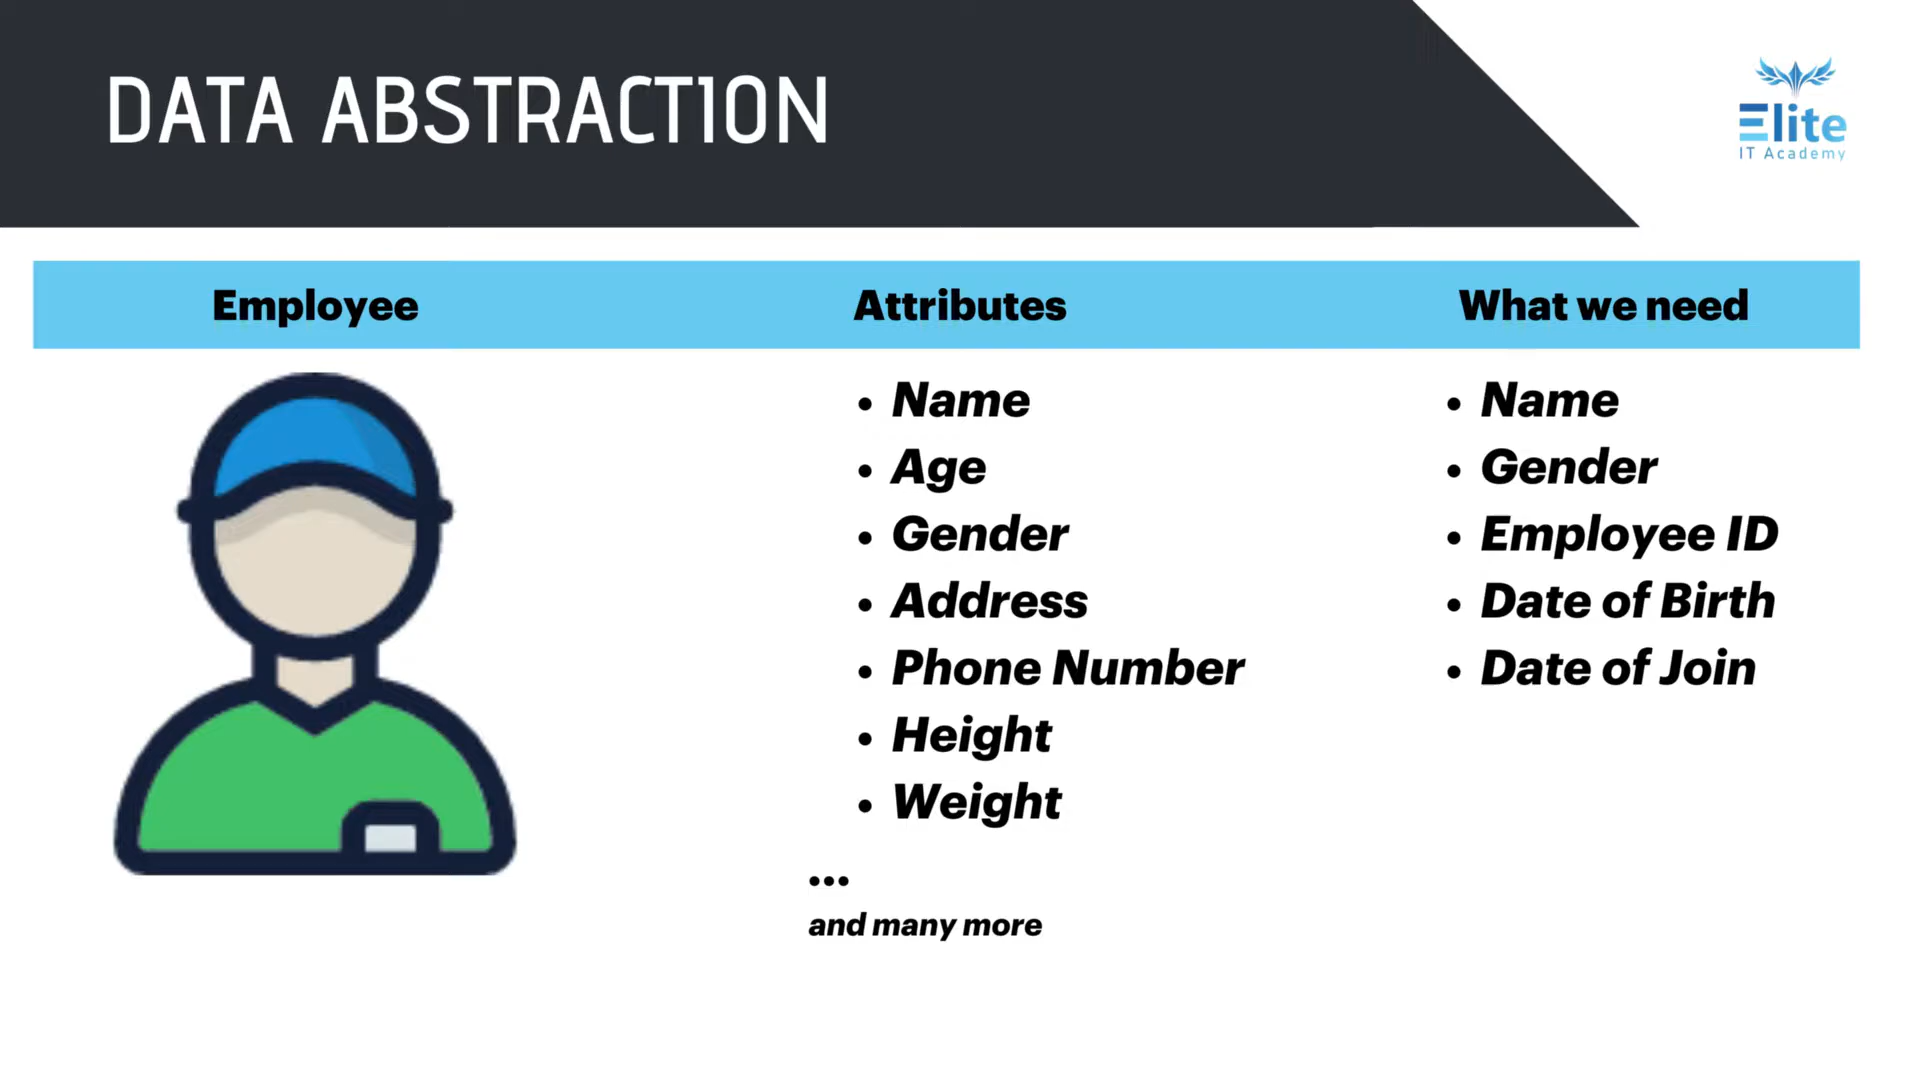 DATA ABSTRACTION
Elite
IT Academy
Employee
Attributes
What we need
• Name
• Age
• Gender
• Address
• Phone Number
• Height
• Weight
...
and many more
• Name
• Gender
• Employee ID
• Date of Birth
• Date of Join